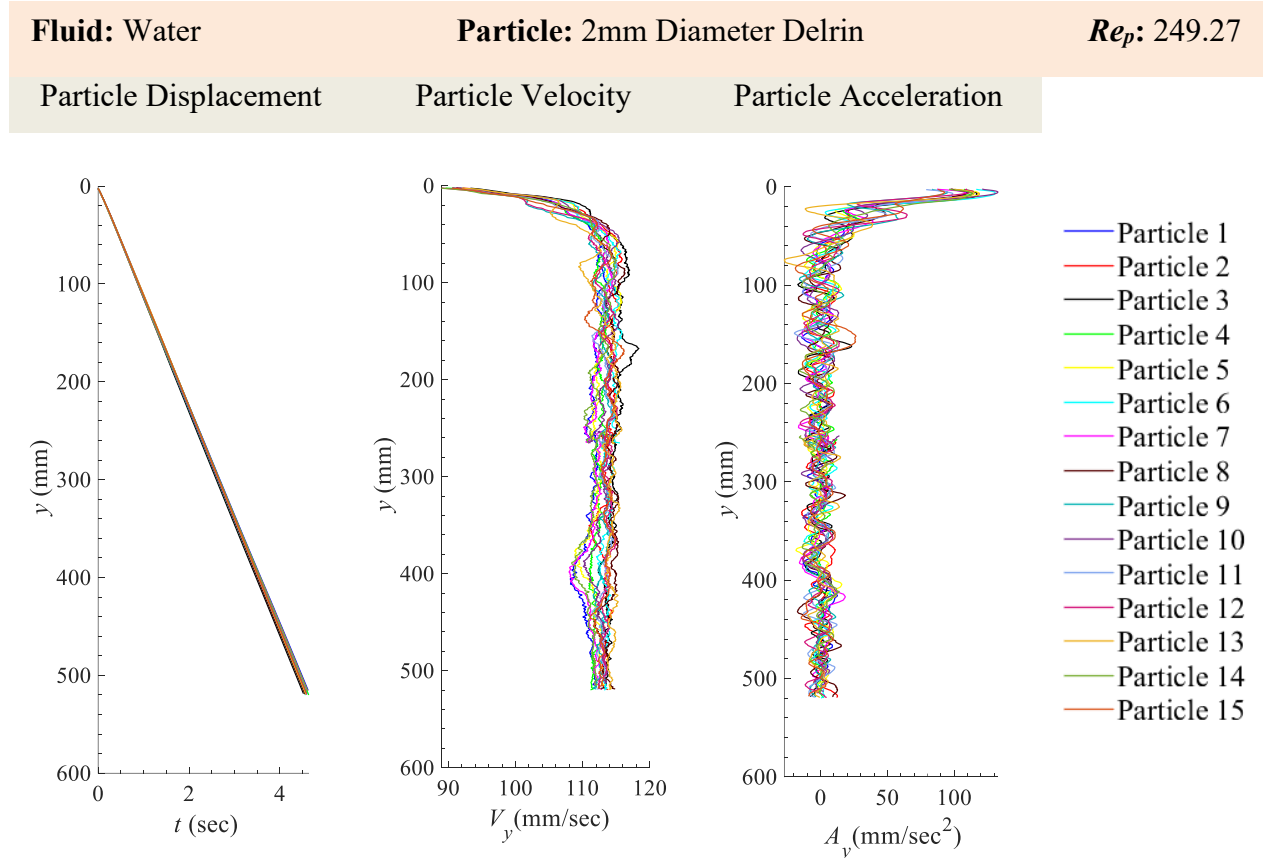 Fluid: Water Particle: 2mm Diameter Delrin Rep: 249.27
Particle Displacement Particle Velocity Particle Acceleration
0
100
200
300
400
500
600
y (mm)
0 2 4
t (sec)
0
100
200
300
400
500
600
y (mm)
90 100 110 120
Vy(mm/sec)
0
100
200
300
400
500
600
y (mm)
0 50 100
Ay(mm/sec2)
Particle 1
Particle 2
Particle 3
Particle 4
Particle 5
Particle 6
Particle 7
Particle 8
Particle 9
Particle 10
Particle 11
Particle 12
Particle 13
Particle 14
Particle 15